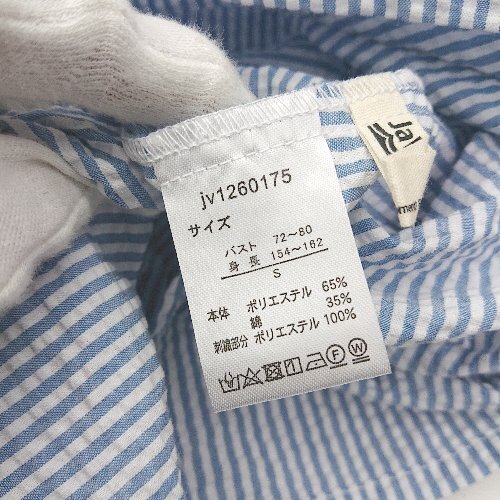 jv1260175
サイズ
バスト 72~80
身長 154~162
S
本体 ポリエステル 65%
綿 35%
刺繍部分 ポリエステル 100%
F W